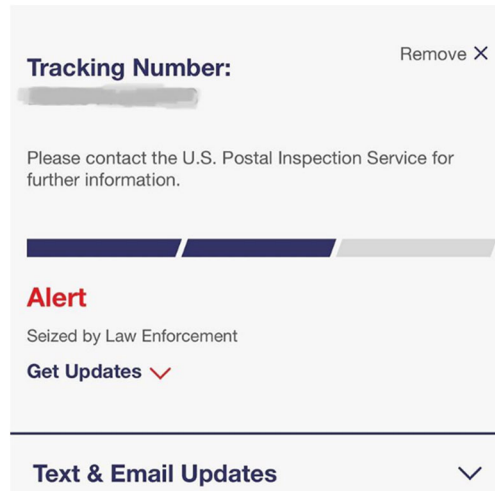 Remove
Tracking Number:
Please contact the U.S. Postal Inspection Service for
further information.
Alert
Seized by Law Enforcement
Get Updates
Text & Email Updates